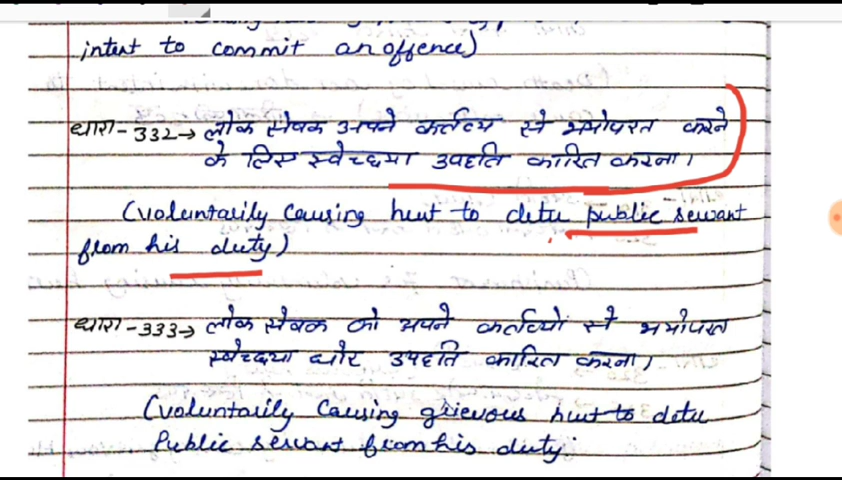 intent to commit an offence)
धारा-332→ लोक सेवक अपने कर्तव्य से भयोपरत करने
के लिए स्वेच्छया उपहति कारित करना।
(voluntarily causing hurt to deter public servant
from his duty)
धारा-333→ लोक सेवक को अपने कर्तव्यों से भयोपरत
स्वेच्छया घोर उपहति कारित करना।
(voluntarily causing grievous hurt to deter
Public servant from his duty.